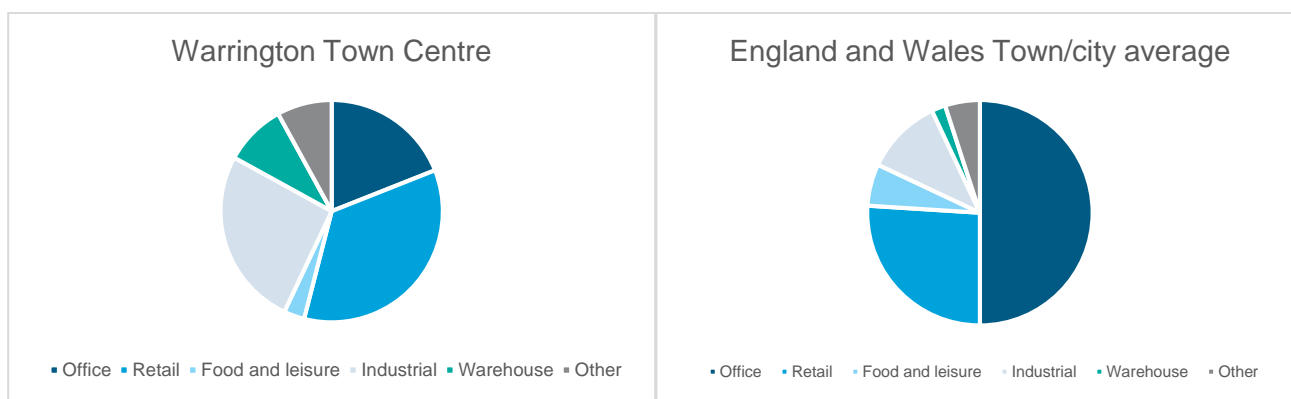 Warrington Town Centre
Office Retail Food and leisure Industrial Warehouse Other
England and Wales Town/city average
Office Retail Food and leisure Industrial Warehouse Other